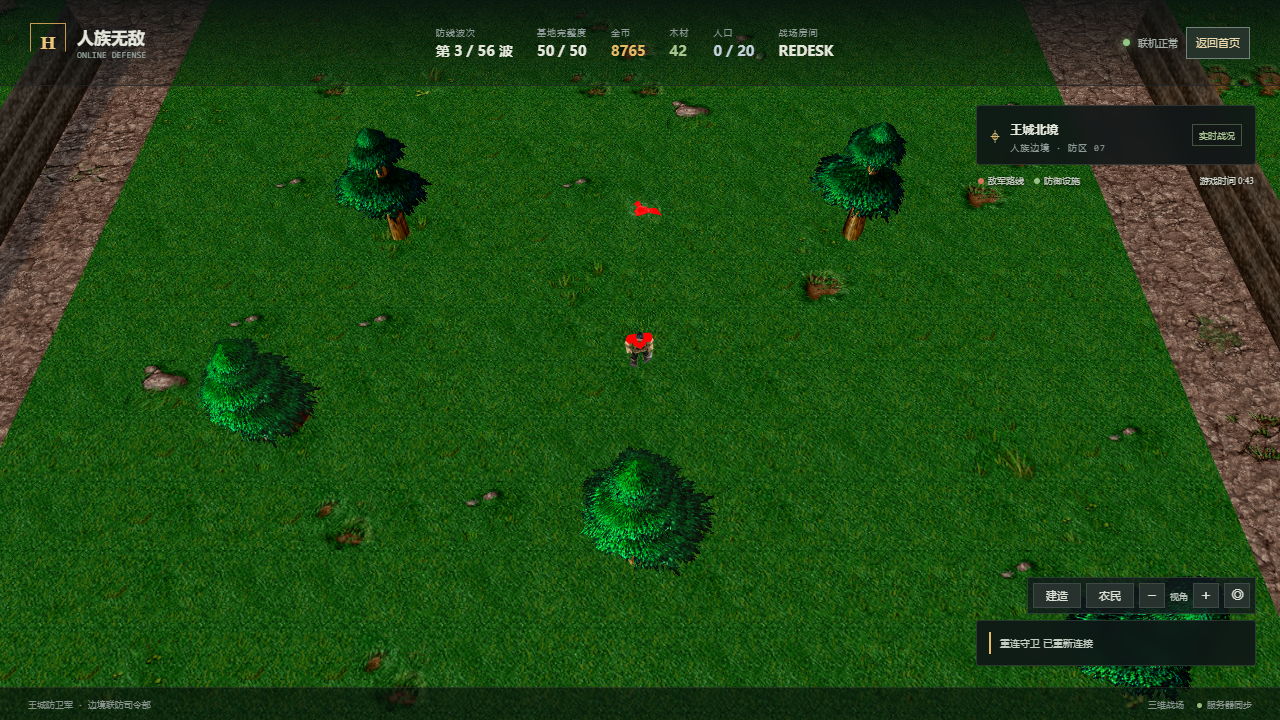 H
人族无敌
ONLINE DEFENSE
防线波次
第 3 / 56 波
基地完整度
50 / 50
金币
8765
木材
42
人口
0 / 20
战场房间
REDESK
联机正常
返回首页
王城北境
人族边境 · 防区 07
实时战况
敌军路线
防御设施
游戏时间 0:43
建造
农民
−
视角
+
重连守卫 已重新连接
王城防卫军 · 边境联防司令部
三维战场
服务器同步